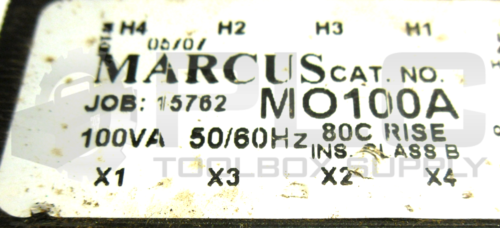 H4 H2 H3 H1
05/07
MARCUS CAT. NO.
JOB: 15762 MO100A
100VA 50/60Hz 80C RISE
INS. CLASS B
X1 X3 X2 X4
PLC
TOOLBOX SUPPLY